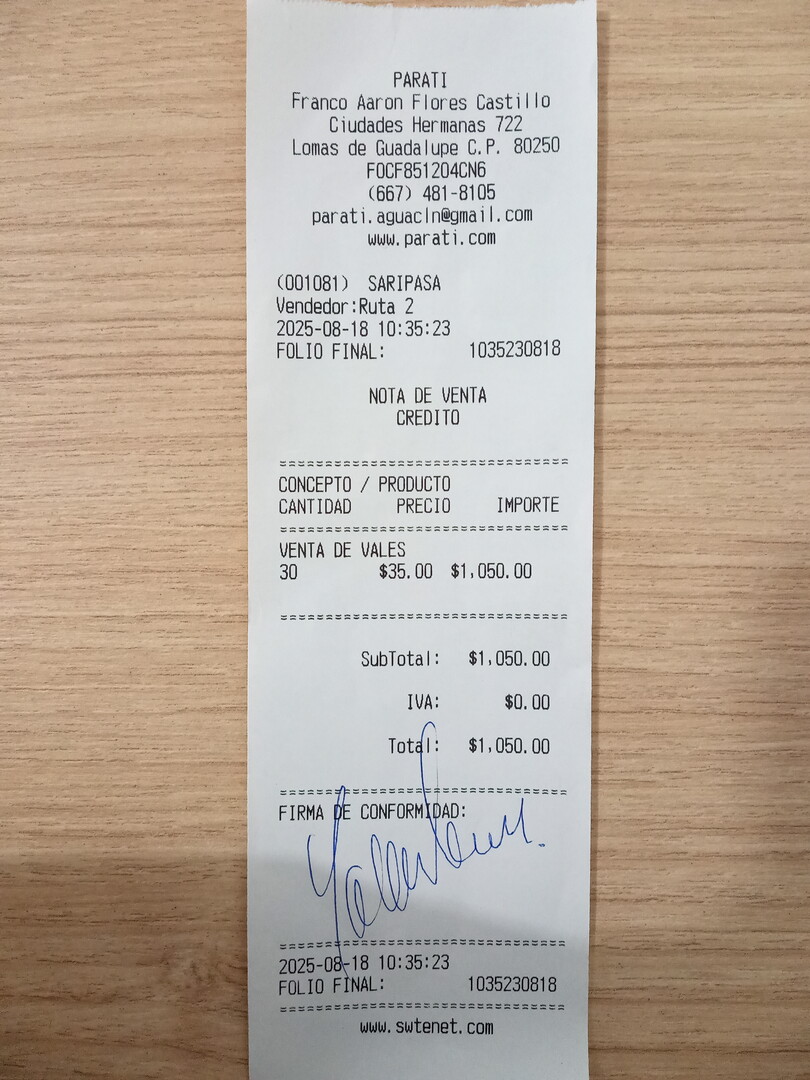 PARATI
Franco Aaron Flores Castillo
Ciudades Hermanas 722
Lomas de Guadalupe C.P. 80250
FOCF851204CN6
(667) 481-8105
parati.aguacln@gmail.com
www.parati.com
(001081) SARIPASA
Vendedor:Ruta 2
2025-08-18 10:35:23
FOLIO FINAL: 1035230818
NOTA DE VENTA
CREDITO
CONCEPTO / PRODUCTO
CANTIDAD PRECIO IMPORTE
VENTA DE VALES
30 $35.00 $1,050.00
SubTotal: $1,050.00
IVA: $0.00
Total: $1,050.00
FIRMA DE CONFORMIDAD:
2025-08-18 10:35:23
FOLIO FINAL: 1035230818
www.swtenet.com